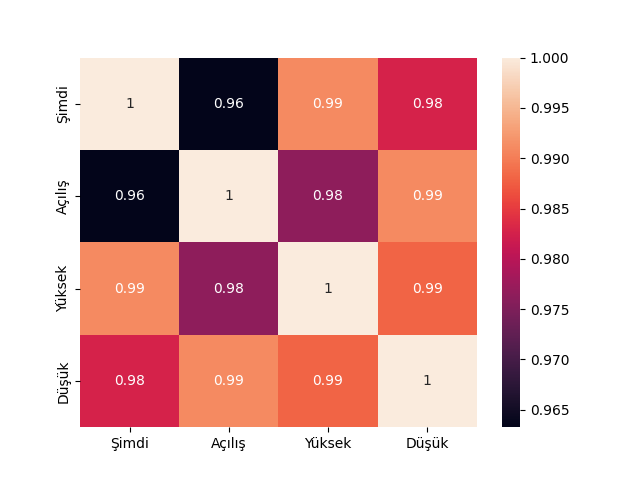 Şimdi 1 0.96 0.99 0.98
Açılış 0.96 1 0.98 0.99
Yüksek 0.99 0.98 1 0.99
Düşük 0.98 0.99 0.99 1
Şimdi Açılış Yüksek Düşük
1.000
0.995
0.990
0.985
0.980
0.975
0.970
0.965